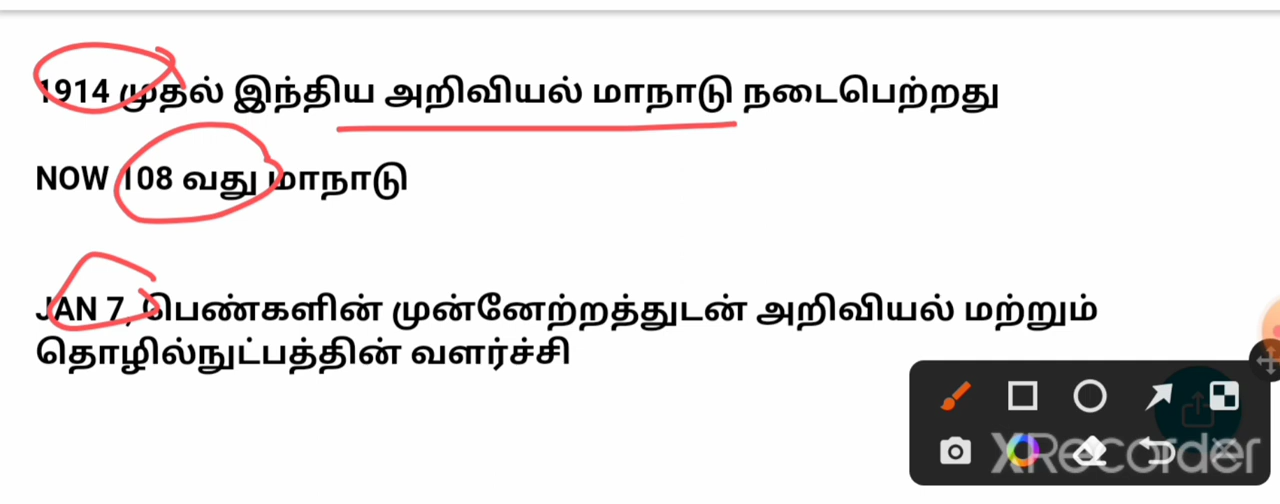 1914 முதல் இந்திய அறிவியல் மாநாடு நடைபெற்றது
NOW 108 வது மாநாடு
JAN 7, பெண்களின் முன்னேற்றத்துடன் அறிவியல் மற்றும்
தொழில்நுட்பத்தின் வளர்ச்சி
XRecorder